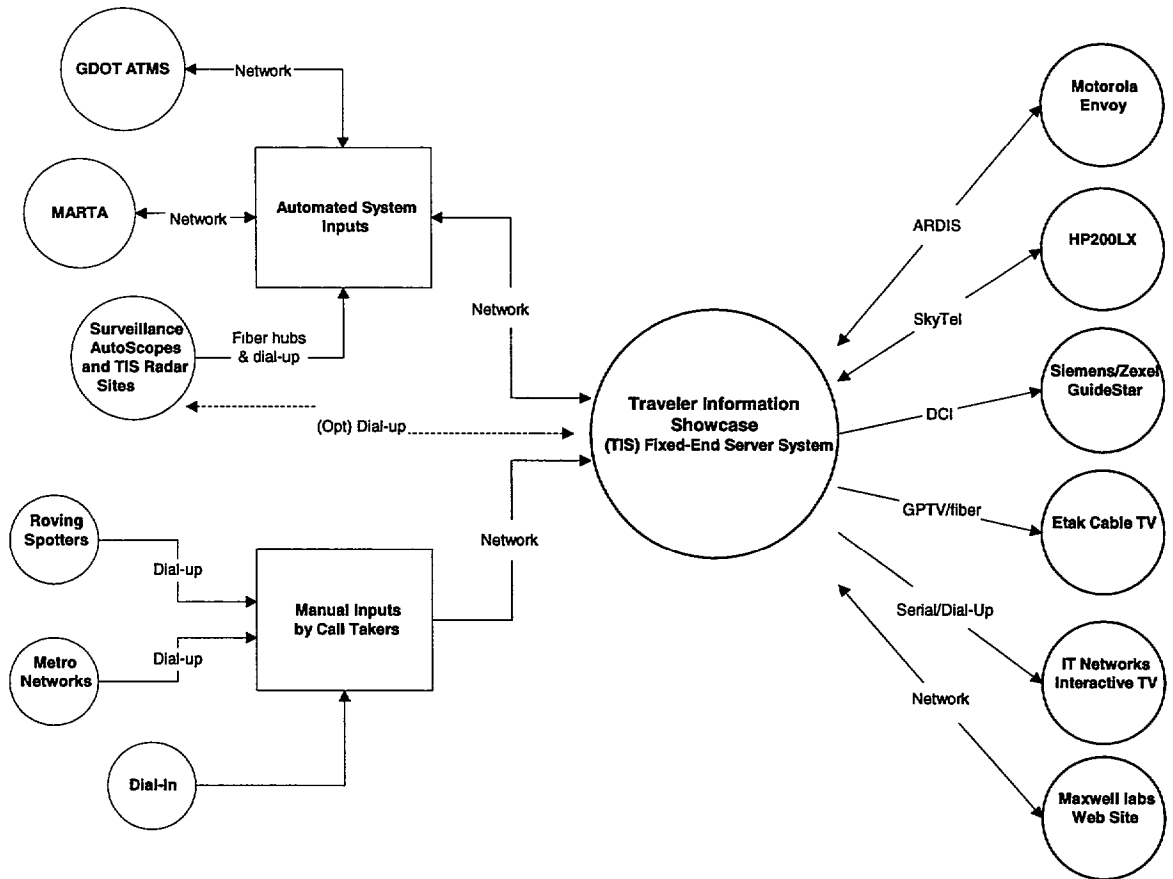 GDOT ATMS
Network
MARTA
Network
Automated System
Inputs
Surveillance
AutoScopes
and TIS Radar
Sites
Fiber hubs
& dial-up
(Opt) Dial-up
Network
Roving
Spotters
Dial-up
Metro
Networks
Dial-up
Manual Inputs
by Call Takers
Dial-In
Network
Traveler Information
Showcase
(TIS) Fixed-End Server System
ARDIS
Motorola
Envoy
SkyTel
HP200LX
DCI
Siemens/Zexel
GuideStar
GPTV/fiber
Etak Cable TV
Serial/Dial-Up
IT Networks
Interactive TV
Network
Maxwell labs
Web Site